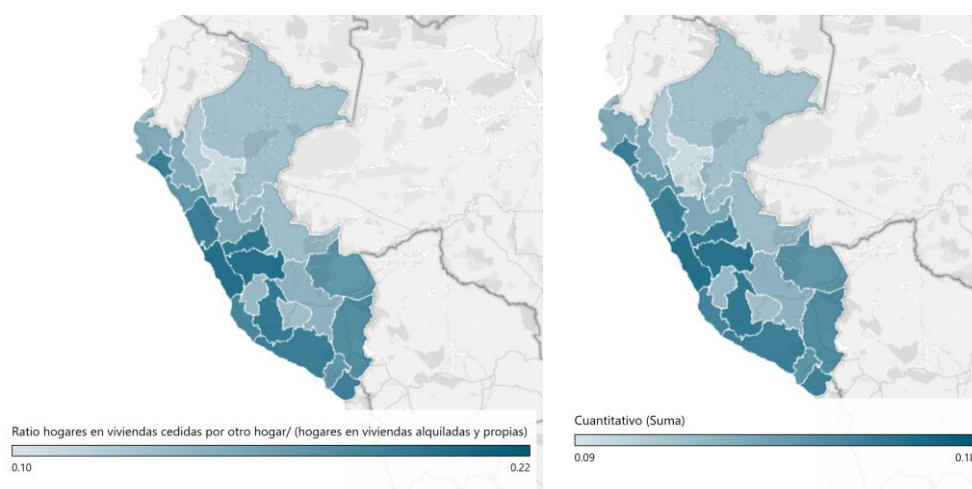 Ratio hogares en viviendas cedidas por otro hogar/ (hogares en viviendas alquiladas y propias)
0.10 0.22
Cuantitativo (Suma)
0.09 0.18